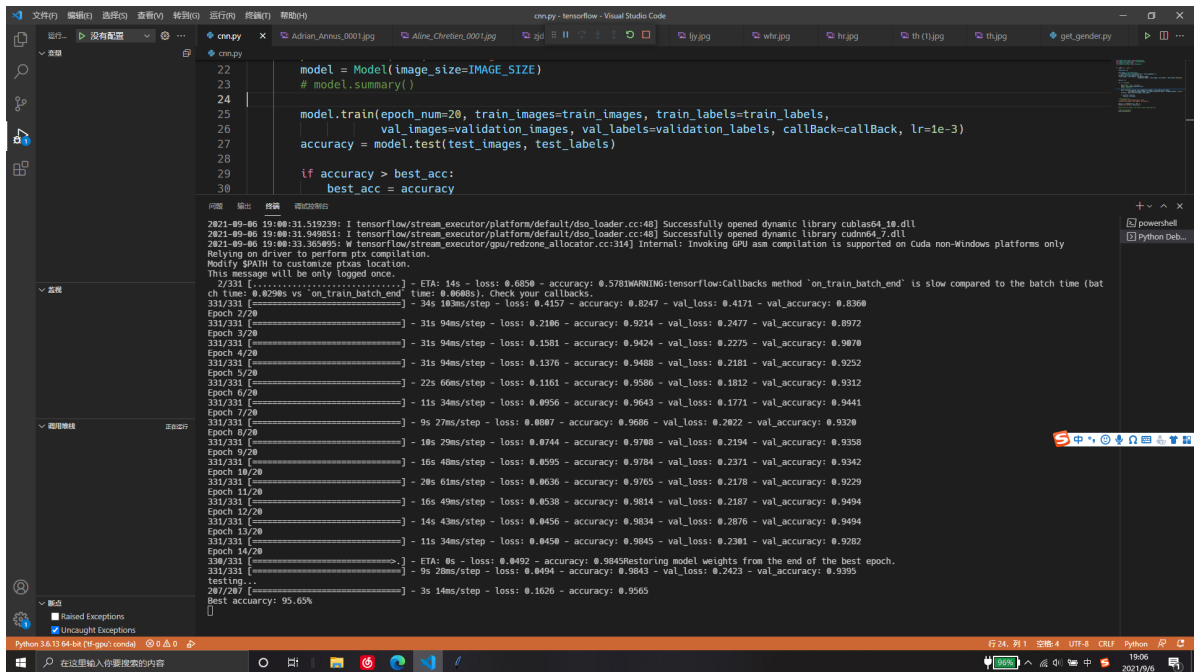 文件(F) 编辑(E) 选择(S) 查看(V) 转到(G) 运行(R) 终端(T) 帮助(H)
cnn.py - tensorflow - Visual Studio Code
运行... 没有配置
cnn.py
Adrian_Annus_0001.jpg
Aline_Chretien_0001.jpg
zjd
ljy.jpg
whr.jpg
hr.jpg
th (1).jpg
th.jpg
get_gender.py
变量
cnn.py
22 model = Model(image_size=IMAGE_SIZE)
23 # model.summary()
24
25 model.train(epoch_num=20, train_images=train_images, train_labels=train_labels,
26 val_images=validation_images, val_labels=validation_labels, callBack=callBack, lr=1e-3)
27 accuracy = model.test(test_images, test_labels)
28
29 if accuracy > best_acc:
30 best_acc = accuracy
问题 输出 终端 调试控制台
powershell
Python Deb...
2021-09-06 19:00:31.519239: I tensorflow/stream_executor/platform/default/dso_loader.cc:48] Successfully opened dynamic library cublas64_10.dll
2021-09-06 19:00:31.949851: I tensorflow/stream_executor/platform/default/dso_loader.cc:48] Successfully opened dynamic library cudnn64_7.dll
2021-09-06 19:00:33.365095: W tensorflow/stream_executor/gpu/redzone_allocator.cc:314] Internal: Invoking GPU asm compilation is supported on Cuda non-Windows platforms only
Relying on driver to perform ptx compilation.
Modify $PATH to customize ptxas location.
This message will be only logged once.
2/331 [..............................] - ETA: 14s - loss: 0.6850 - accuracy: 0.5781WARNING:tensorflow:Callbacks method `on_train_batch_end` is slow compared to the batch time (bat
ch time: 0.0290s vs `on_train_batch_end` time: 0.0608s). Check your callbacks.
331/331 [==============================] - 34s 103ms/step - loss: 0.4157 - accuracy: 0.8247 - val_loss: 0.4171 - val_accuracy: 0.8360
Epoch 2/20
331/331 [==============================] - 31s 94ms/step - loss: 0.2106 - accuracy: 0.9214 - val_loss: 0.2477 - val_accuracy: 0.8972
Epoch 3/20
331/331 [==============================] - 31s 94ms/step - loss: 0.1581 - accuracy: 0.9424 - val_loss: 0.2275 - val_accuracy: 0.9070
Epoch 4/20
331/331 [==============================] - 31s 94ms/step - loss: 0.1376 - accuracy: 0.9488 - val_loss: 0.2181 - val_accuracy: 0.9252
Epoch 5/20
331/331 [==============================] - 22s 66ms/step - loss: 0.1161 - accuracy: 0.9586 - val_loss: 0.1812 - val_accuracy: 0.9312
Epoch 6/20
331/331 [==============================] - 11s 34ms/step - loss: 0.0956 - accuracy: 0.9643 - val_loss: 0.1771 - val_accuracy: 0.9441
Epoch 7/20
331/331 [==============================] - 9s 27ms/step - loss: 0.0807 - accuracy: 0.9686 - val_loss: 0.2022 - val_accuracy: 0.9320
Epoch 8/20
331/331 [==============================] - 10s 29ms/step - loss: 0.0744 - accuracy: 0.9708 - val_loss: 0.2194 - val_accuracy: 0.9358
Epoch 9/20
331/331 [==============================] - 16s 48ms/step - loss: 0.0595 - accuracy: 0.9784 - val_loss: 0.2371 - val_accuracy: 0.9342
Epoch 10/20
331/331 [==============================] - 20s 61ms/step - loss: 0.0636 - accuracy: 0.9765 - val_loss: 0.2178 - val_accuracy: 0.9229
Epoch 11/20
331/331 [==============================] - 16s 49ms/step - loss: 0.0538 - accuracy: 0.9814 - val_loss: 0.2187 - val_accuracy: 0.9494
Epoch 12/20
331/331 [==============================] - 14s 43ms/step - loss: 0.0456 - accuracy: 0.9834 - val_loss: 0.2876 - val_accuracy: 0.9494
Epoch 13/20
331/331 [==============================] - 11s 34ms/step - loss: 0.0450 - accuracy: 0.9845 - val_loss: 0.2301 - val_accuracy: 0.9282
Epoch 14/20
330/331 [============================>.] - ETA: 0s - loss: 0.0492 - accuracy: 0.9845Restoring model weights from the end of the best epoch.
331/331 [==============================] - 9s 28ms/step - loss: 0.0494 - accuracy: 0.9843 - val_loss: 0.2423 - val_accuracy: 0.9395
testing...
207/207 [==============================] - 3s 14ms/step - loss: 0.1626 - accuracy: 0.9565
Best accuarcy: 95.65%
监视
调用堆栈 正在运行
中
断点
Raised Exceptions
Uncaught Exceptions
Python 3.6.13 64-bit ('tf-gpu': conda) 0 0
行 24, 列 1 空格: 4 UTF-8 CRLF Python
在这里输入你要搜索的内容
96%
中
19:06
2021/9/6